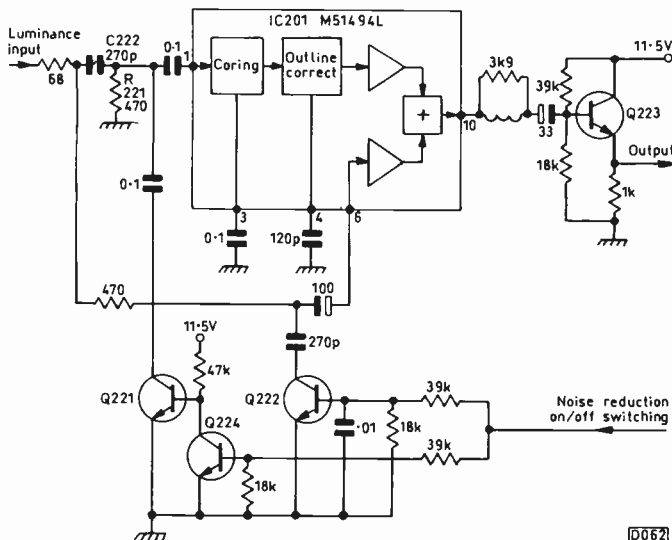 Luminance
input
68
C222
270p
R
221
470
0·1
1
IC201 M51494L
Coring
Outline
correct
+
10
3k9
33
39k
18k
11·5V
Q223
Output
1k
0·1
3
0·1
4
120p
6
470
100
270p
11·5V
47k
Q221
Q224
Q222
18k
·01
18k
39k
39k
Noise reduction
on/off switching
D062